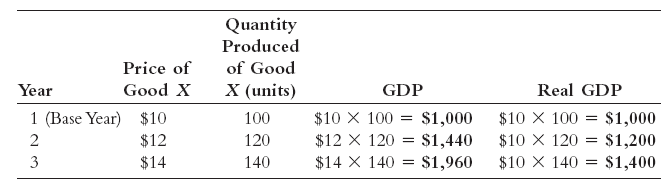 Quantity
Produced
Price of of Good
Year Good X X (units) GDP Real GDP
1 (Base Year) $10 100 $10 × 100 = $1,000 $10 × 100 = $1,000
2 $12 120 $12 × 120 = $1,440 $10 × 120 = $1,200
3 $14 140 $14 × 140 = $1,960 $10 × 140 = $1,400